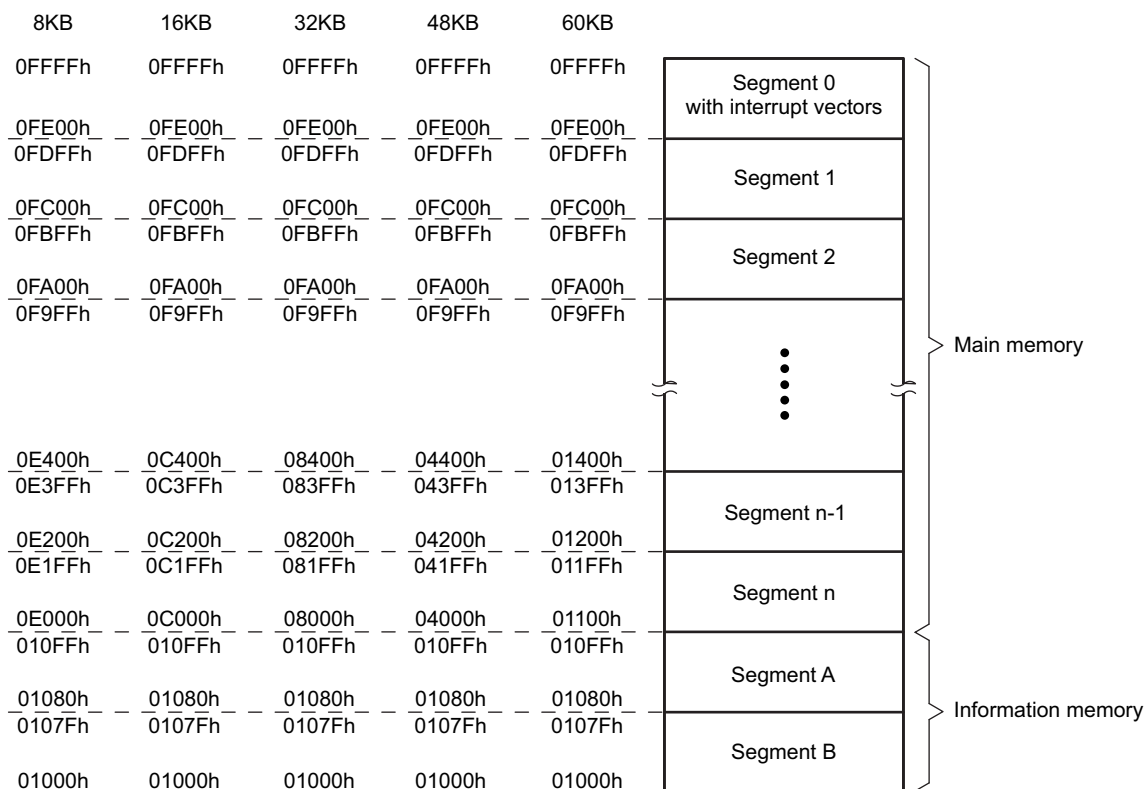 8KB 16KB 32KB 48KB 60KB
0FFFFh 0FFFFh 0FFFFh 0FFFFh 0FFFFh
Segment 0
with interrupt vectors
0FE00h 0FE00h 0FE00h 0FE00h 0FE00h
0FDFFh 0FDFFh 0FDFFh 0FDFFh 0FDFFh
Segment 1
0FC00h 0FC00h 0FC00h 0FC00h 0FC00h
0FBFFh 0FBFFh 0FBFFh 0FBFFh 0FBFFh
Segment 2
0FA00h 0FA00h 0FA00h 0FA00h 0FA00h
0F9FFh 0F9FFh 0F9FFh 0F9FFh 0F9FFh
Main memory
0E400h 0C400h 08400h 04400h 01400h
0E3FFh 0C3FFh 083FFh 043FFh 013FFh
Segment n-1
0E200h 0C200h 08200h 04200h 01200h
0E1FFh 0C1FFh 081FFh 041FFh 011FFh
Segment n
0E000h 0C000h 08000h 04000h 01100h
010FFh 010FFh 010FFh 010FFh 010FFh
Segment A
01080h 01080h 01080h 01080h 01080h
0107Fh 0107Fh 0107Fh 0107Fh 0107Fh
Information memory
Segment B
01000h 01000h 01000h 01000h 01000h